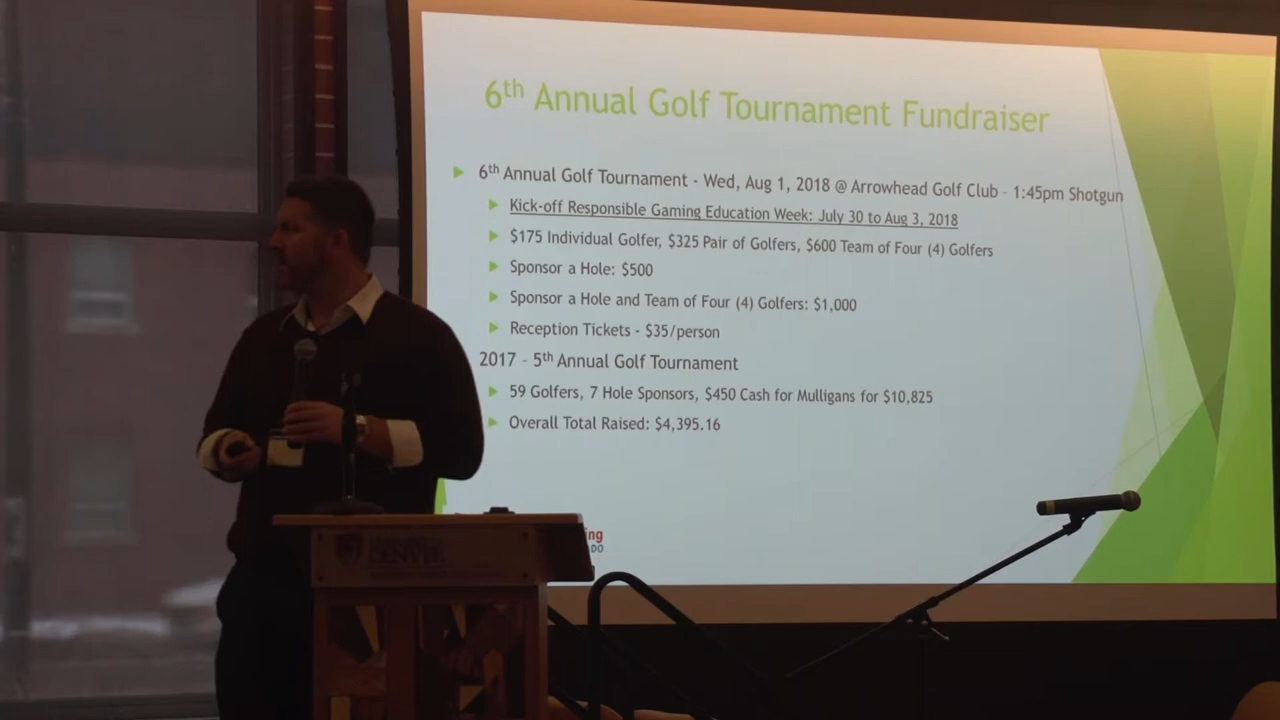 6th Annual Golf Tournament Fundraiser
6th Annual Golf Tournament - Wed, Aug 1, 2018 @ Arrowhead Golf Club – 1:45pm Shotgun
Kick-off Responsible Gaming Education Week: July 30 to Aug 3, 2018
$175 Individual Golfer, $325 Pair of Golfers, $600 Team of Four (4) Golfers
Sponsor a Hole: $500
Sponsor a Hole and Team of Four (4) Golfers: $1,000
Reception Tickets - $35/person
2017 – 5th Annual Golf Tournament
59 Golfers, 7 Hole Sponsors, $450 Cash for Mulligans for $10,825
Overall Total Raised: $4,395.16
ng
DO
CENTER